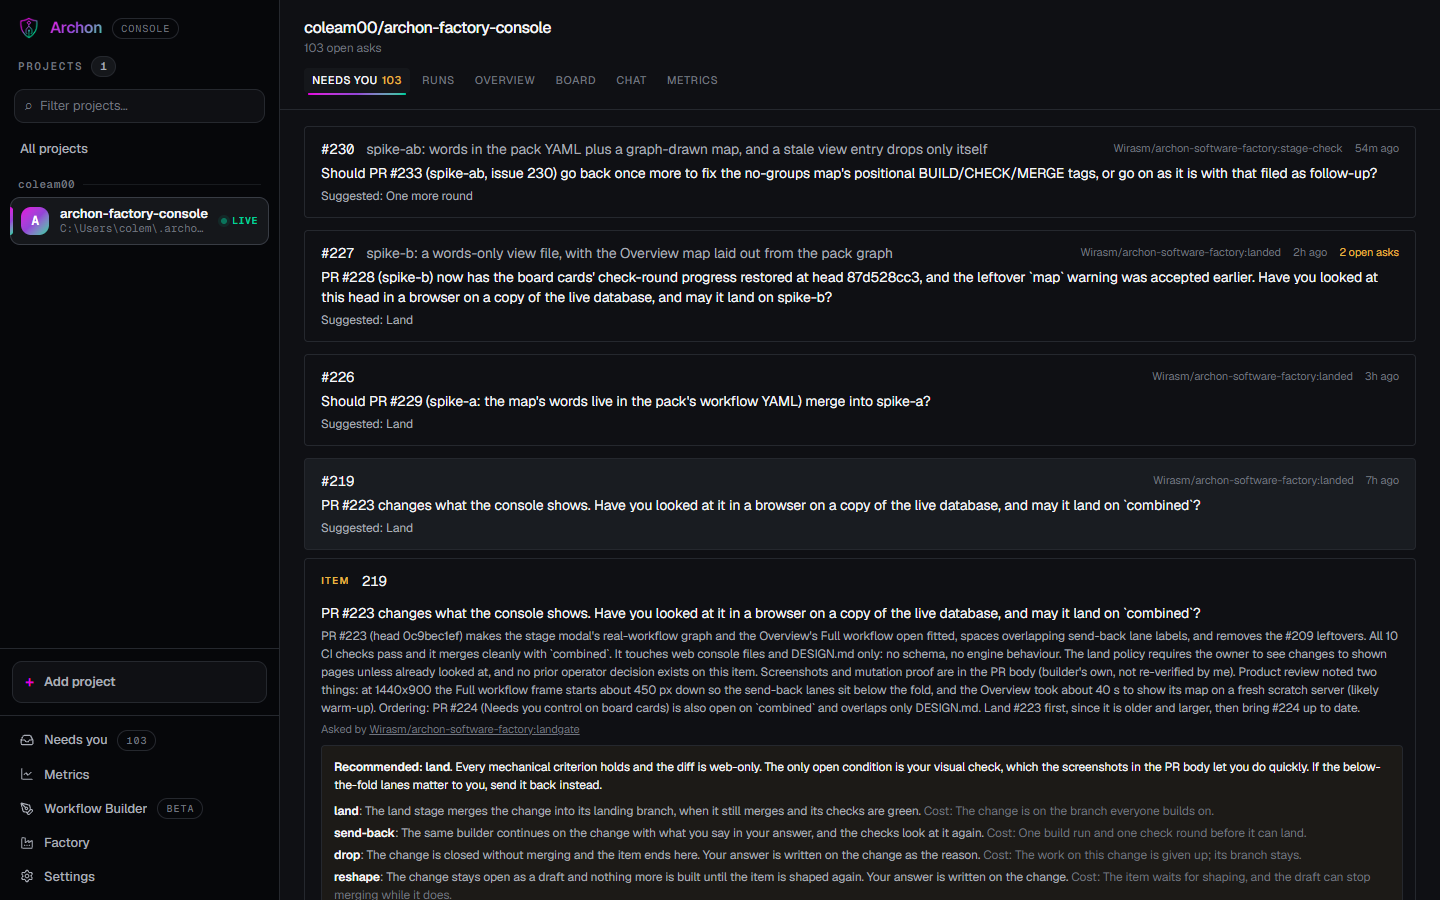 Archon CONSOLE
PROJECTS 1
Filter projects...
All projects
coleam00
A archon-factory-console LIVE
C:\Users\colem\.archo…
Add project
Needs you 103
Metrics
Workflow Builder BETA
Factory
Settings
coleam00/archon-factory-console
103 open asks
NEEDS YOU 103 RUNS OVERVIEW BOARD CHAT METRICS
#230 spike-ab: words in the pack YAML plus a graph-drawn map, and a stale view entry drops only itself Wirasm/archon-software-factory:stage-check 54m ago
Should PR #233 (spike-ab, issue 230) go back once more to fix the no-groups map's positional BUILD/CHECK/MERGE tags, or go on as it is with that filed as follow-up?
Suggested: One more round
#227 spike-b: a words-only view file, with the Overview map laid out from the pack graph Wirasm/archon-software-factory:landed 2h ago 2 open asks
PR #228 (spike-b) now has the board cards' check-round progress restored at head 87d528cc3, and the leftover `map` warning was accepted earlier. Have you looked at
this head in a browser on a copy of the live database, and may it land on spike-b?
Suggested: Land
#226 Wirasm/archon-software-factory:landed 3h ago
Should PR #229 (spike-a: the map's words live in the pack's workflow YAML) merge into spike-a?
Suggested: Land
#219 Wirasm/archon-software-factory:landed 7h ago
PR #223 changes what the console shows. Have you looked at it in a browser on a copy of the live database, and may it land on `combined`?
Suggested: Land
ITEM 219
PR #223 changes what the console shows. Have you looked at it in a browser on a copy of the live database, and may it land on `combined`?
PR #223 (head 0c9bec1ef) makes the stage modal's real-workflow graph and the Overview's Full workflow open fitted, spaces overlapping send-back lane labels, and removes the #209 leftovers. All 10
CI checks pass and it merges cleanly with `combined`. It touches web console files and DESIGN.md only: no schema, no engine behaviour. The land policy requires the owner to see changes to shown
pages unless already looked at, and no prior operator decision exists on this item. Screenshots and mutation proof are in the PR body (builder's own, not re-verified by me). Product review noted two
things: at 1440x900 the Full workflow frame starts about 450 px down so the send-back lanes sit below the fold, and the Overview took about 40 s to show its map on a fresh scratch server (likely
warm-up). Ordering: PR #224 (Needs you control on board cards) is also open on `combined` and overlaps only DESIGN.md. Land #223 first, since it is older and larger, then bring #224 up to date.
Asked by Wirasm/archon-software-factory:landgate
Recommended: land. Every mechanical criterion holds and the diff is web-only. The only open condition is your visual check, which the screenshots in the PR body let you do quickly. If the below-
the-fold lanes matter to you, send it back instead.
land: The land stage merges the change into its landing branch, when it still merges and its checks are green. Cost: The change is on the branch everyone builds on.
send-back: The same builder continues on the change with what you say in your answer, and the checks look at it again. Cost: One build run and one check round before it can land.
drop: The change is closed without merging and the item ends here. Your answer is written on the change as the reason. Cost: The work on this change is given up; its branch stays.
reshape: The change stays open as a draft and nothing more is built until the item is shaped again. Your answer is written on the change. Cost: The item waits for shaping, and the draft can stop
merging while it does.